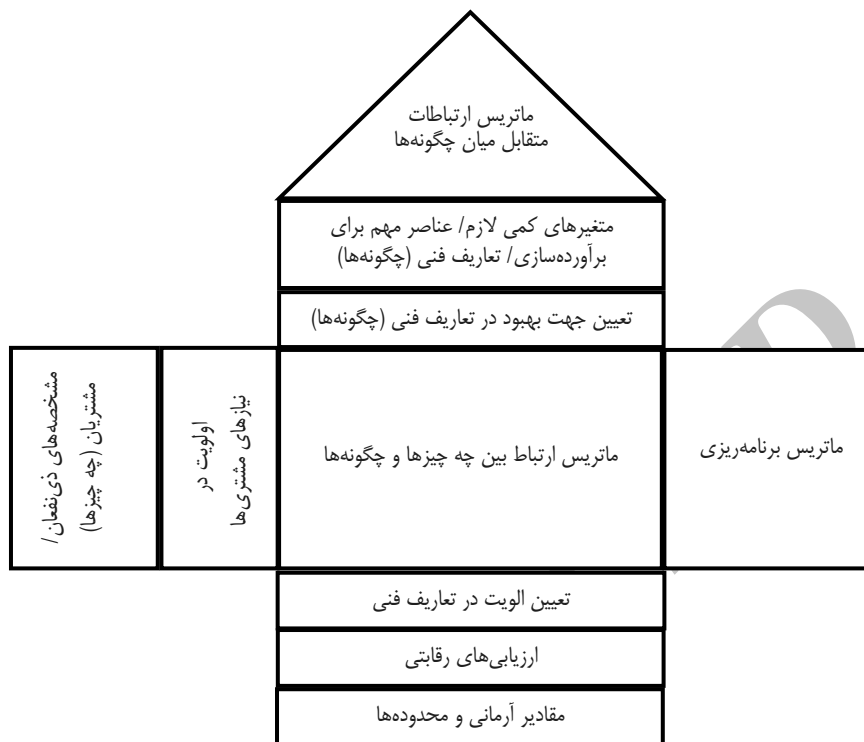 ماتریس ارتباطات
متقابل میان چگونه‌ها
متغیرهای کمی لازم/ عناصر مهم برای
برآورده‌سازی/ تعاریف فنی (چگونه‌ها)
تعیین جهت بهبود در تعاریف فنی (چگونه‌ها)
ماتریس برنامه‌ریزی
ماتریس ارتباط بین چه چیزها و چگونه‌ها
اولویت در
نیازهای مشتری‌ها
مشخصه‌های ذی‌نفعان/
مشتریان (چه چیزها)
تعیین الویت در تعاریف فنی
ارزیابی‌های رقابتی
مقادیر آرمانی و محدوده‌ها